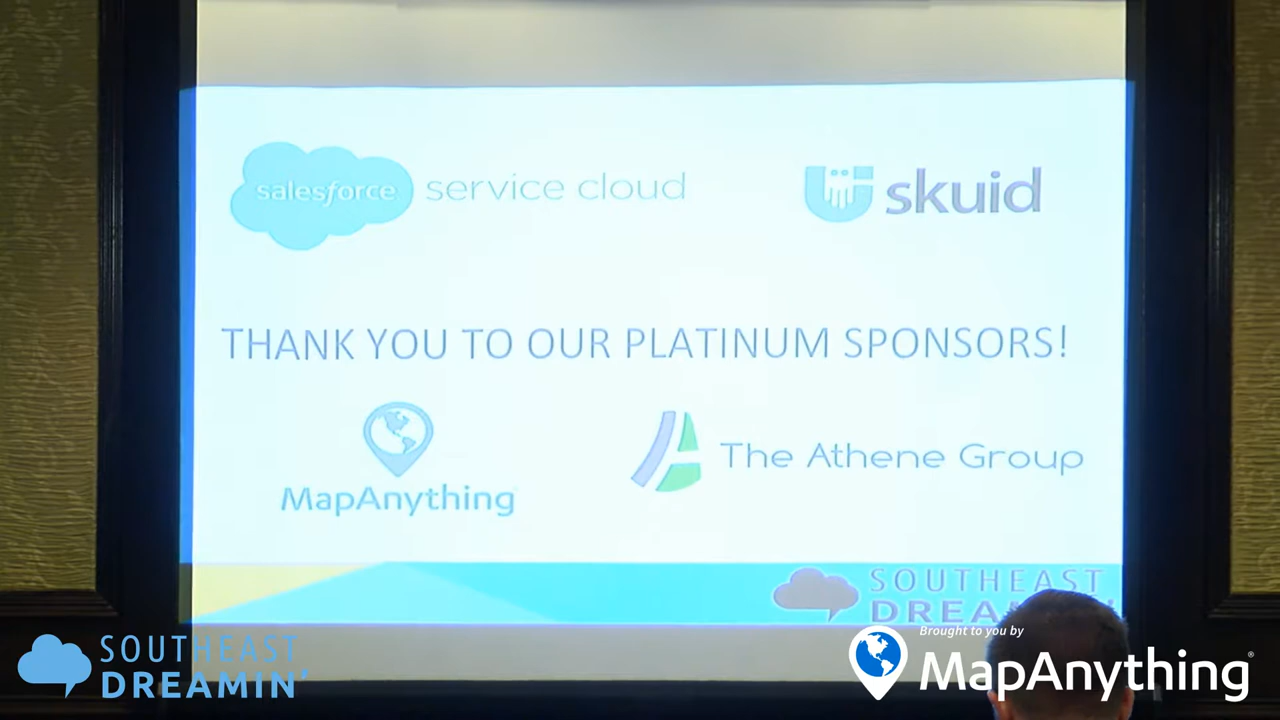 salesforce service cloud
skuid
THANK YOU TO OUR PLATINUM SPONSORS!
MapAnything
The Athene Group
SOUTHEAST
DREAM
SOUTHEAST
DREAMIN'
Brought to you by
MapAnything®